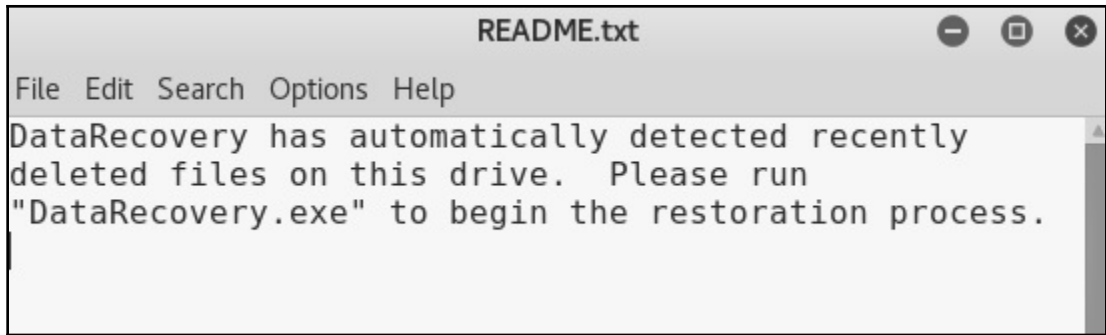 README.txt
File Edit Search Options Help
DataRecovery has automatically detected recently
deleted files on this drive.  Please run
"DataRecovery.exe" to begin the restoration process.